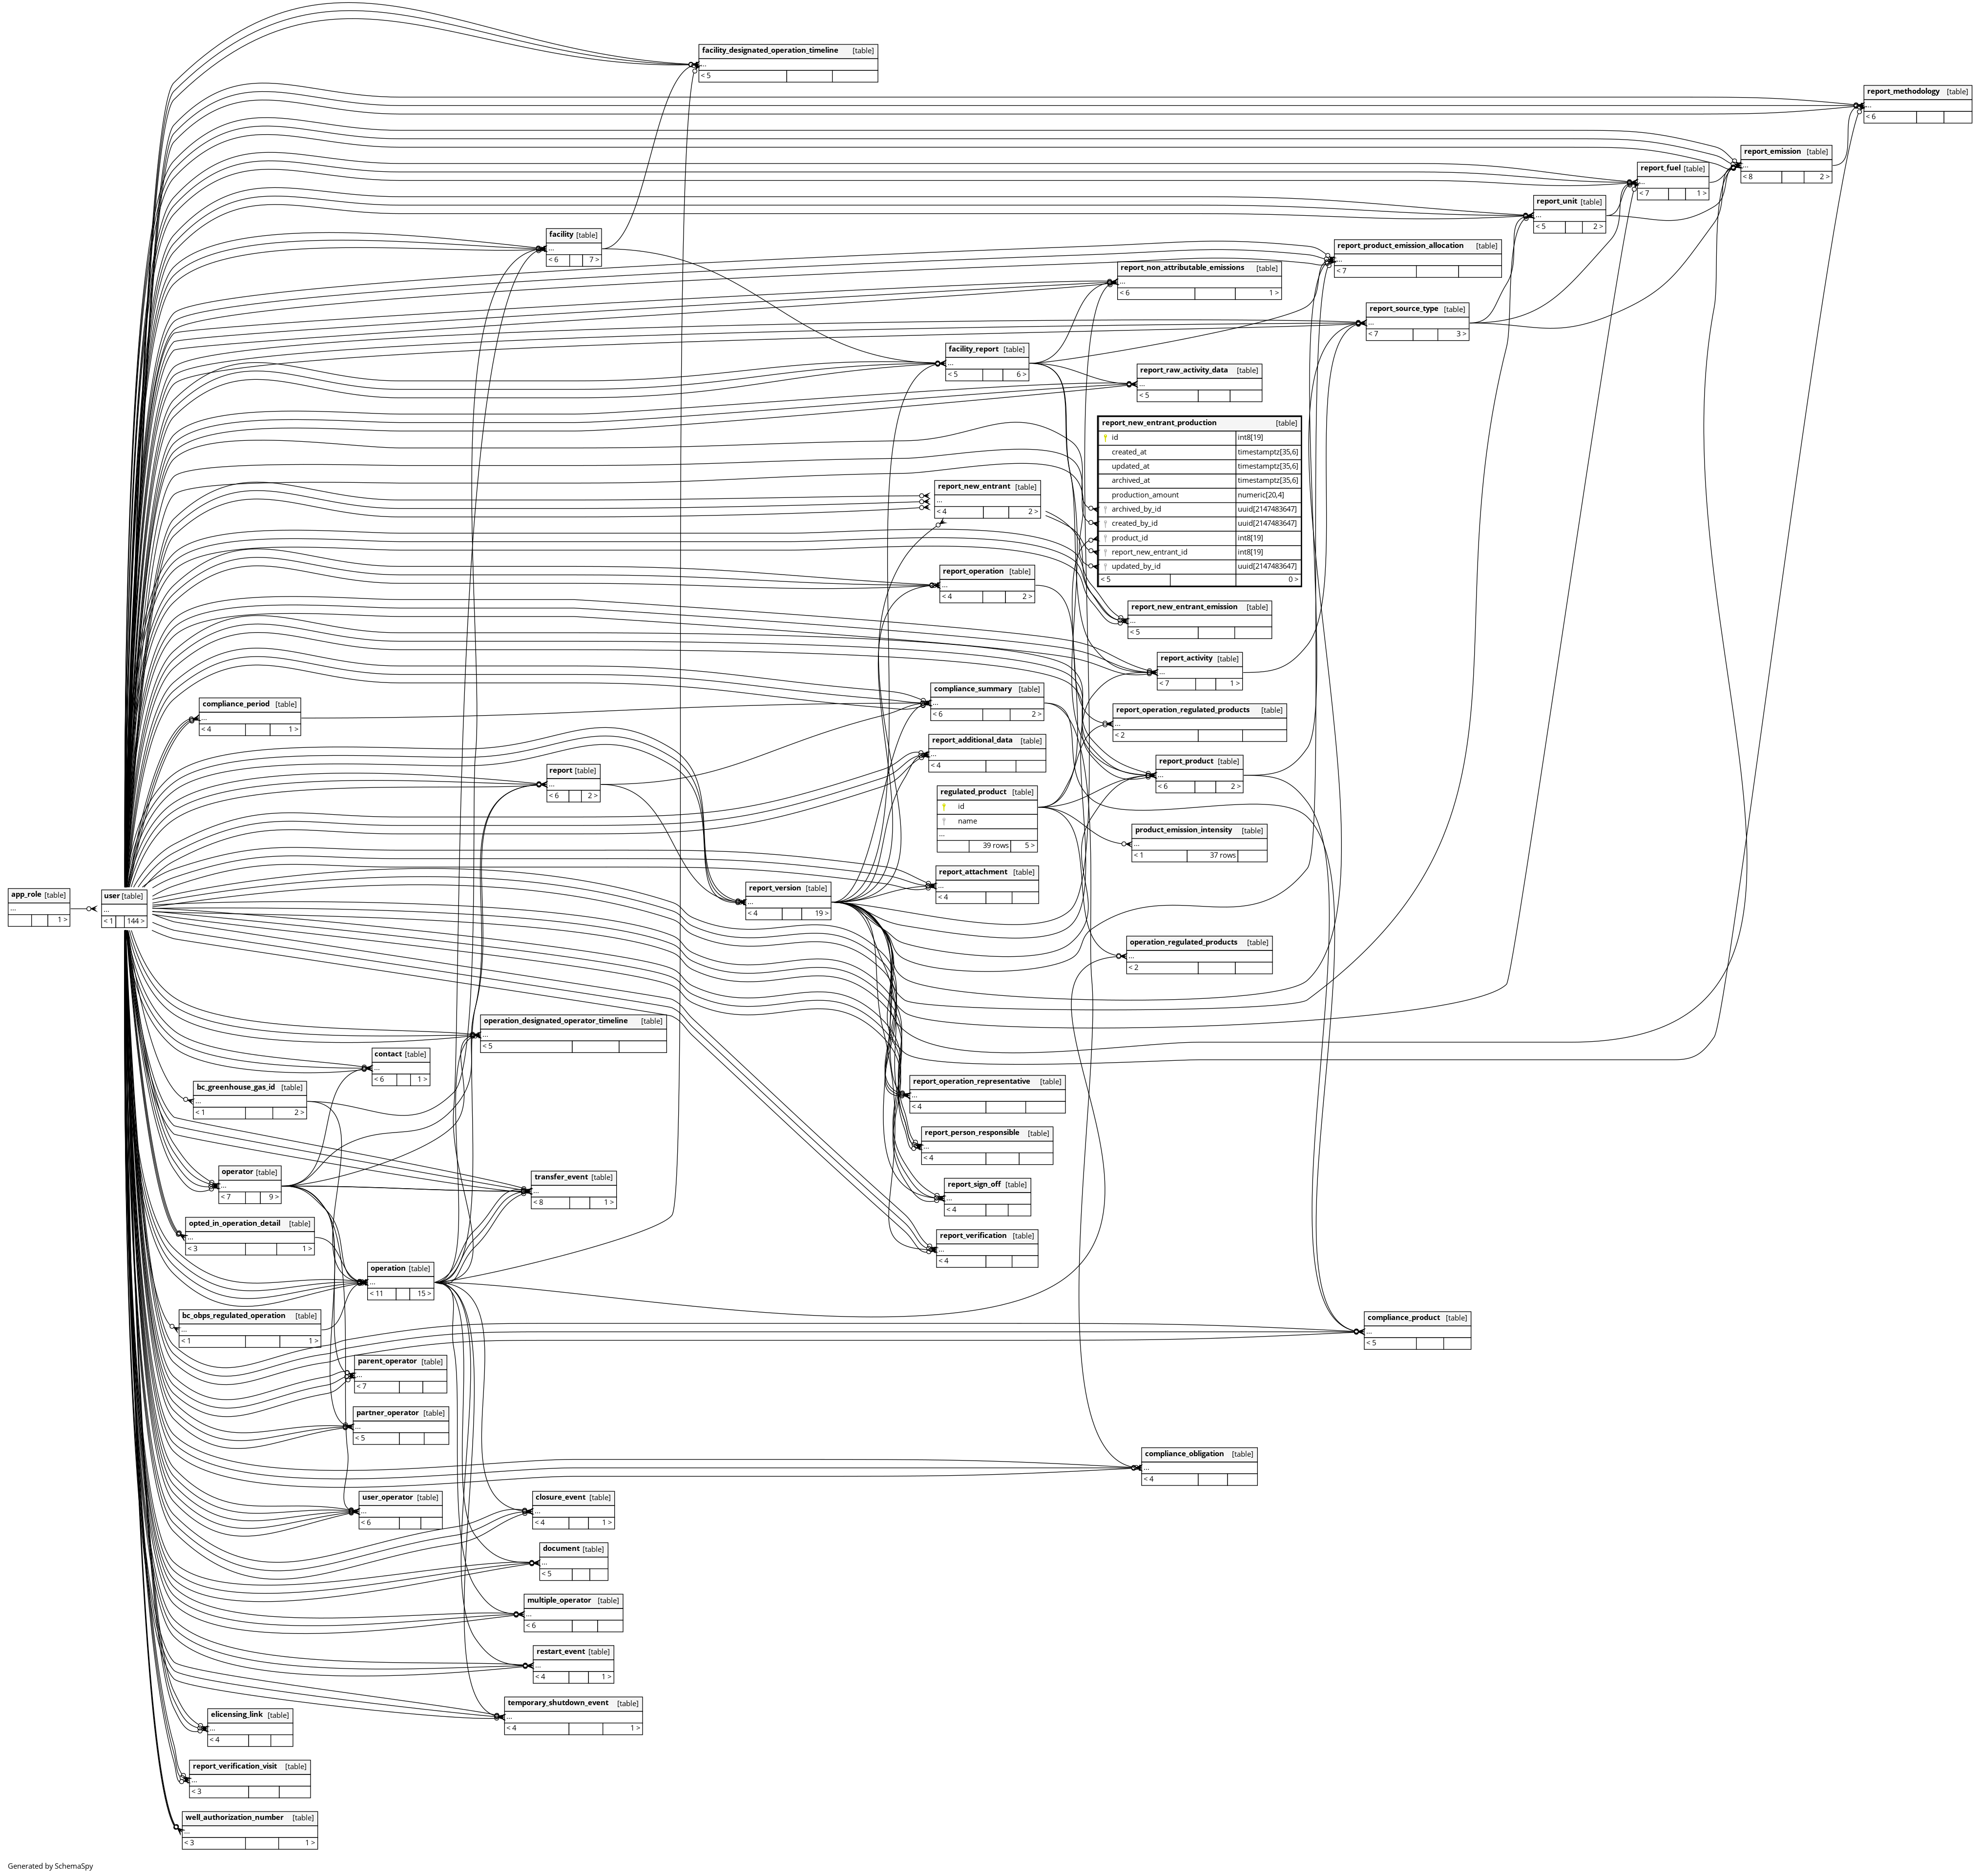 facility_designated_operation_timeline [table]
...
< 5
report_methodology [table]
...
< 6
report_emission [table]
...
< 8 2 >
report_fuel [table]
...
< 7 1 >
report_unit [table]
...
< 5 2 >
facility [table]
...
< 6 7 >
report_product_emission_allocation [table]
...
< 7
report_non_attributable_emissions [table]
...
< 6 1 >
report_source_type [table]
...
< 7 3 >
facility_report [table]
...
< 5 6 >
report_raw_activity_data [table]
...
< 5
report_new_entrant_production [table]
id int8[19]
created_at timestamptz[35,6]
updated_at timestamptz[35,6]
archived_at timestamptz[35,6]
production_amount numeric[20,4]
archived_by_id uuid[2147483647]
created_by_id uuid[2147483647]
product_id int8[19]
report_new_entrant_id int8[19]
updated_by_id uuid[2147483647]
< 5 0 >
report_new_entrant [table]
...
< 4 2 >
report_operation [table]
...
< 4 2 >
report_new_entrant_emission [table]
...
< 5
report_activity [table]
...
< 7 1 >
compliance_summary [table]
...
< 6 2 >
compliance_period [table]
...
< 4 1 >
report_operation_regulated_products [table]
...
< 2
report_additional_data [table]
...
< 4
report_product [table]
...
< 6 2 >
report [table]
...
< 6 2 >
regulated_product [table]
id
name
...
39 rows 5 >
product_emission_intensity [table]
...
< 1 37 rows
report_attachment [table]
...
< 4
report_version [table]
...
< 4 19 >
app_role [table]
...
1 >
user [table]
...
< 1 144 >
operation_regulated_products [table]
...
< 2
operation_designated_operator_timeline [table]
...
< 5
contact [table]
...
< 6 1 >
bc_greenhouse_gas_id [table]
...
< 1 2 >
report_operation_representative [table]
...
< 4
report_person_responsible [table]
...
< 4
operator [table]
...
< 7 9 >
transfer_event [table]
...
< 8 1 >
report_sign_off [table]
...
< 4
opted_in_operation_detail [table]
...
< 3 1 >
report_verification [table]
...
< 4
operation [table]
...
< 11 15 >
bc_obps_regulated_operation [table]
...
< 1 1 >
compliance_product [table]
...
< 5
parent_operator [table]
...
< 7
partner_operator [table]
...
< 5
compliance_obligation [table]
...
< 4
user_operator [table]
...
< 6
closure_event [table]
...
< 4 1 >
document [table]
...
< 5
multiple_operator [table]
...
< 6
restart_event [table]
...
< 4 1 >
temporary_shutdown_event [table]
...
< 4 1 >
elicensing_link [table]
...
< 4
report_verification_visit [table]
...
< 3
well_authorization_number [table]
...
< 3 1 >
Generated by SchemaSpy